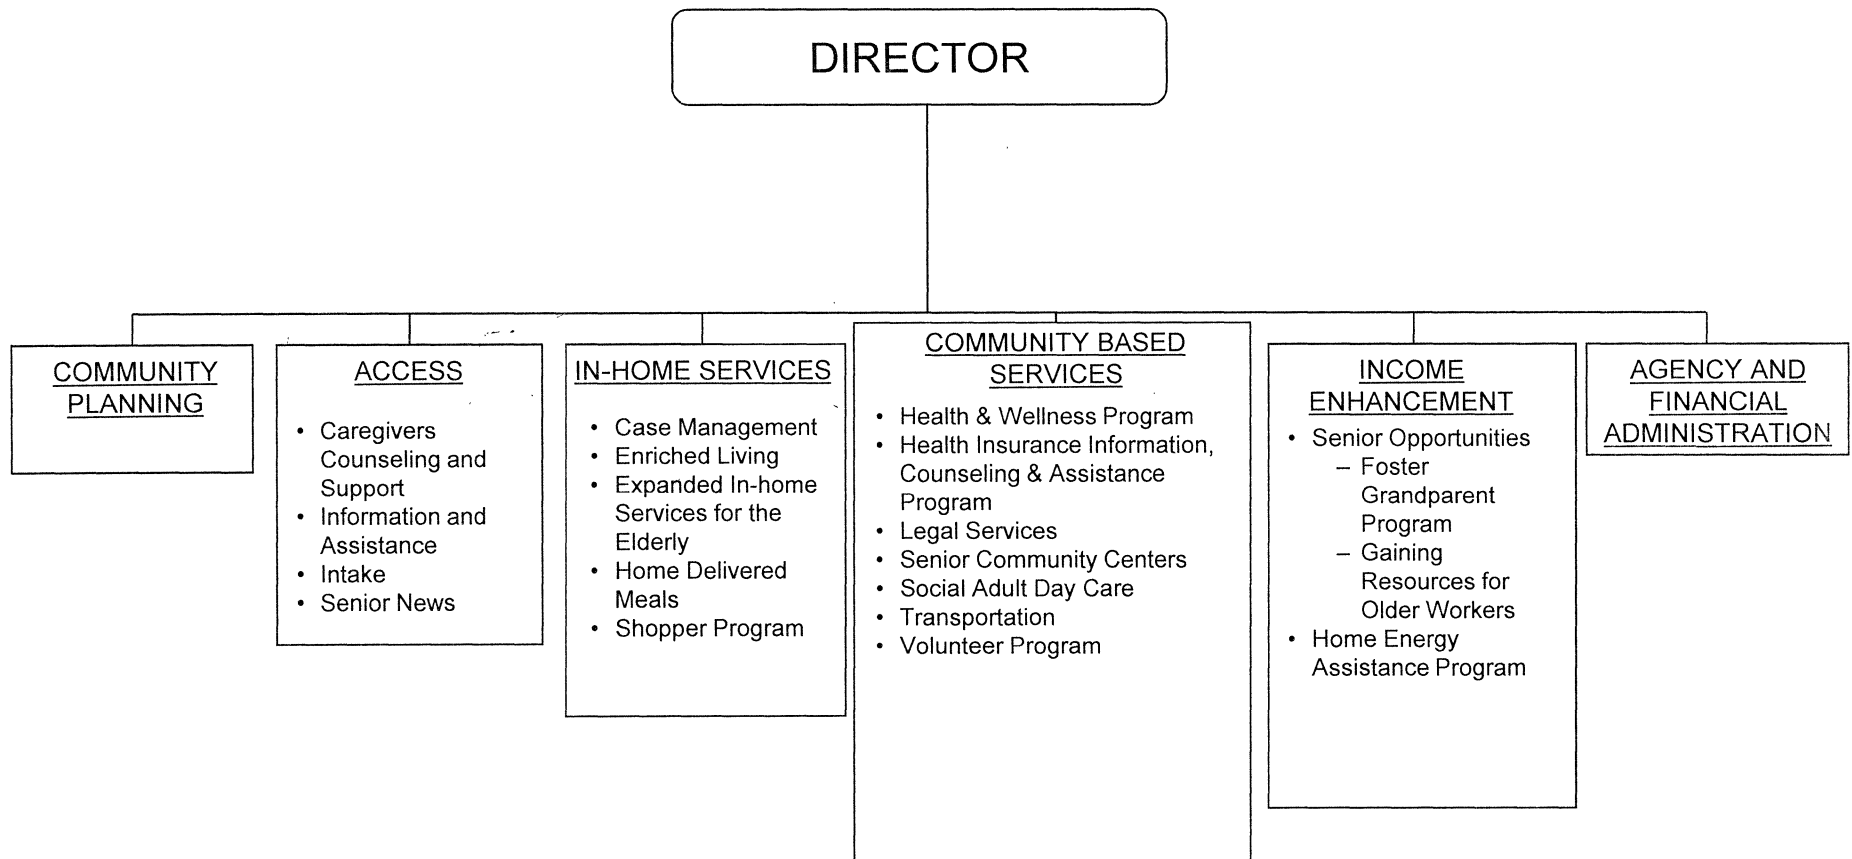 DIRECTOR
COMMUNITY
PLANNING
ACCESS
• Caregivers
Counseling and
Support
• Information and
Assistance
• Intake
• Senior News
IN-HOME SERVICES
• Case Management
• Enriched Living
• Expanded In-home
Services for the
Elderly
• Home Delivered
Meals
• Shopper Program
COMMUNITY BASED
SERVICES
• Health & Wellness Program
• Health Insurance Information,
Counseling & Assistance
Program
• Legal Services
• Senior Community Centers
• Social Adult Day Care
• Transportation
• Volunteer Program
INCOME
ENHANCEMENT
• Senior Opportunities
– Foster
Grandparent
Program
– Gaining
Resources for
Older Workers
• Home Energy
Assistance Program
AGENCY AND
FINANCIAL
ADMINISTRATION